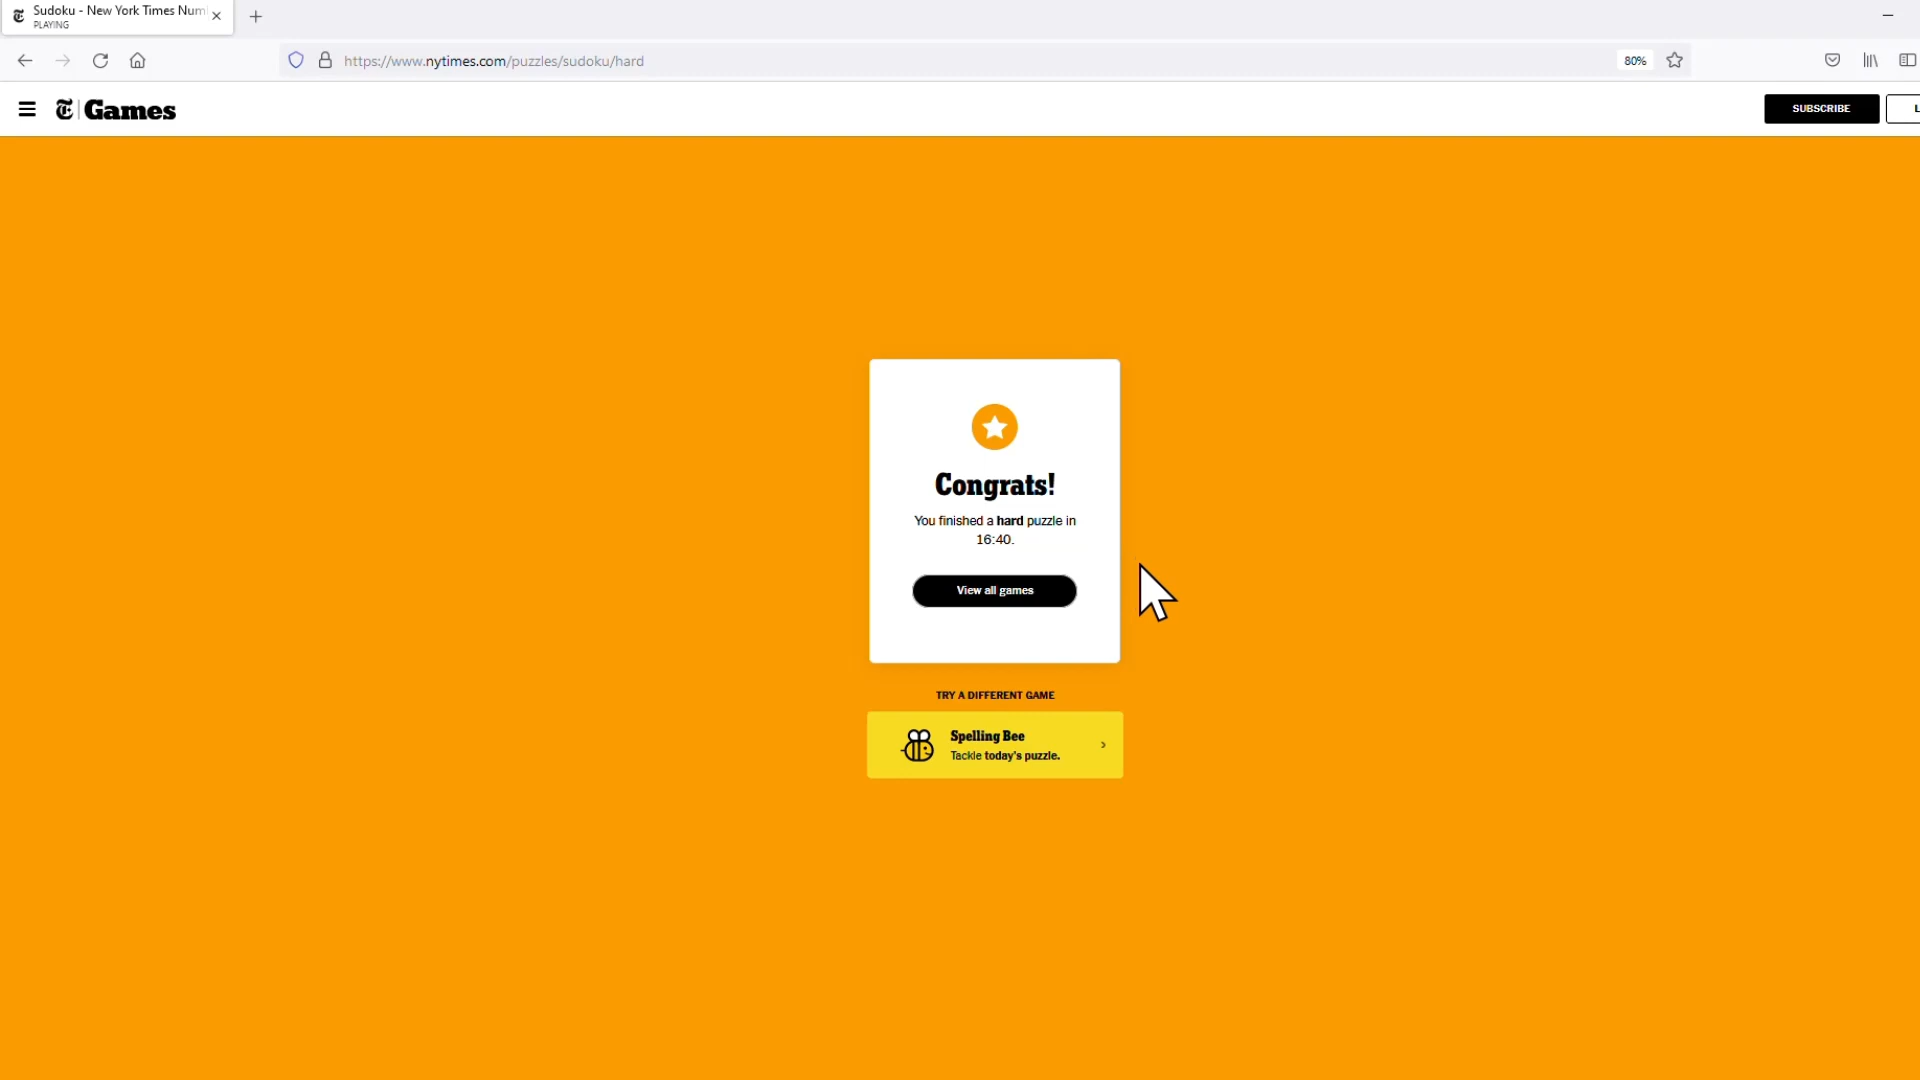 Sudoku - New York Times Num
PLAYING
https://www.nytimes.com/puzzles/sudoku/hard
80%
Games
SUBSCRIBE
L
Congrats!
You finished a hard puzzle in
16:40.
View all games
TRY A DIFFERENT GAME
Spelling Bee
Tackle today's puzzle.